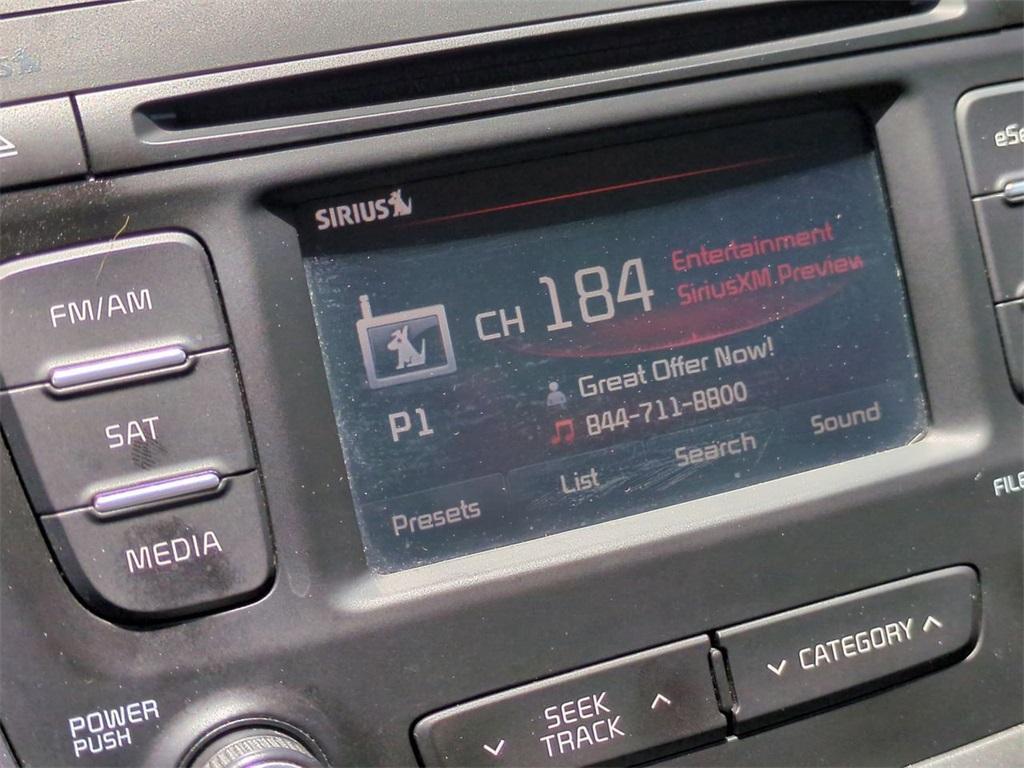 SIRIUS
Entertainment
CH 184
SiriusXM Preview
FM/AM
Great Offer Now!
P1
844-711-8800
SAT
Presets
List
Search
Sound
MEDIA
CATEGORY
SEEK
TRACK
POWER
PUSH